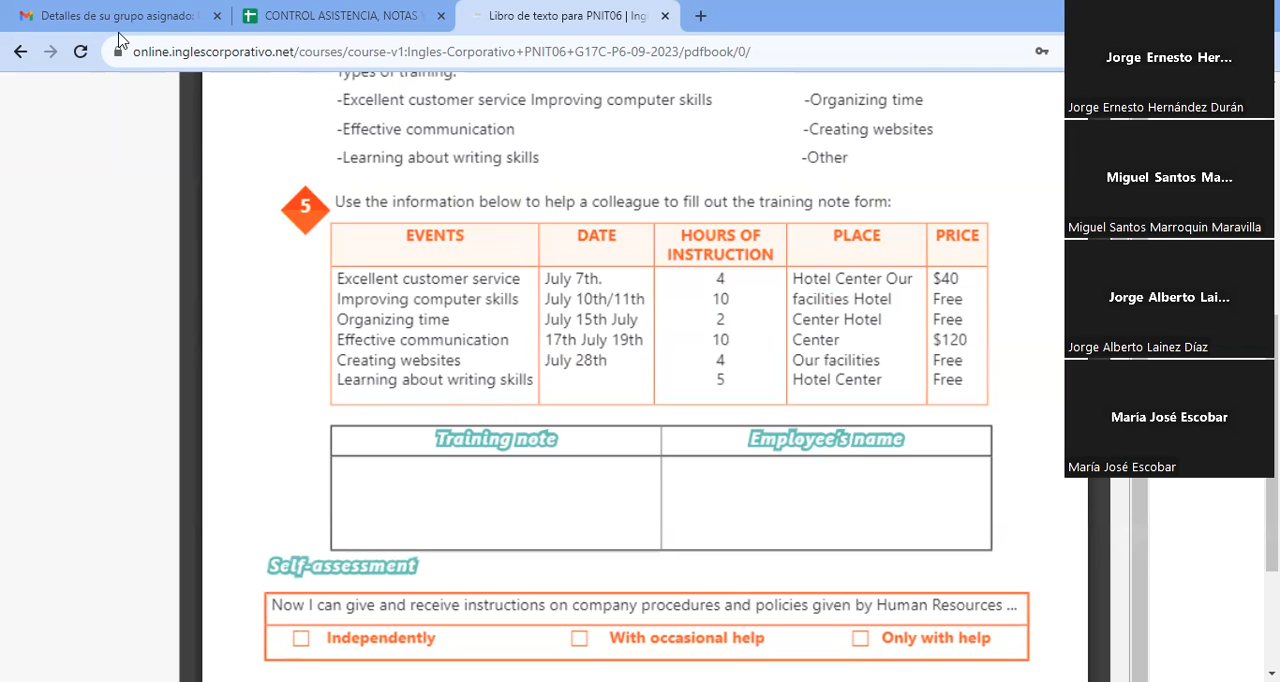 Detalles de su grupo asignado:
CONTROL ASISTENCIA, NOTAS Y
Libro de texto para PNIT06 | Ing
online.inglescorporativo.net/courses/course-v1:Ingles-Corporativo+PNIT06+G17C-P6-09-2023/pdfbook/0/
Types of training:
-Excellent customer service Improving computer skills -Organizing time
-Effective communication -Creating websites
-Learning about writing skills -Other
5 Use the information below to help a colleague to fill out the training note form:
EVENTS DATE HOURS OF INSTRUCTION PLACE PRICE
Excellent customer service July 7th. 4 Hotel Center Our $40
Improving computer skills July 10th/11th 10 facilities Hotel Free
Organizing time July 15th July 2 Center Hotel Free
Effective communication 17th July 19th 10 Center $120
Creating websites July 28th 4 Our facilities Free
Learning about writing skills 5 Hotel Center Free
Training note Employee's name
Self-assessment
Now I can give and receive instructions on company procedures and policies given by Human Resources ...
Independently With occasional help Only with help
Jorge Ernesto Her...
Jorge Ernesto Hernández Durán
Miguel Santos Ma...
Miguel Santos Marroquin Maravilla
Jorge Alberto Lai...
Jorge Alberto Lainez Díaz
María José Escobar
María José Escobar